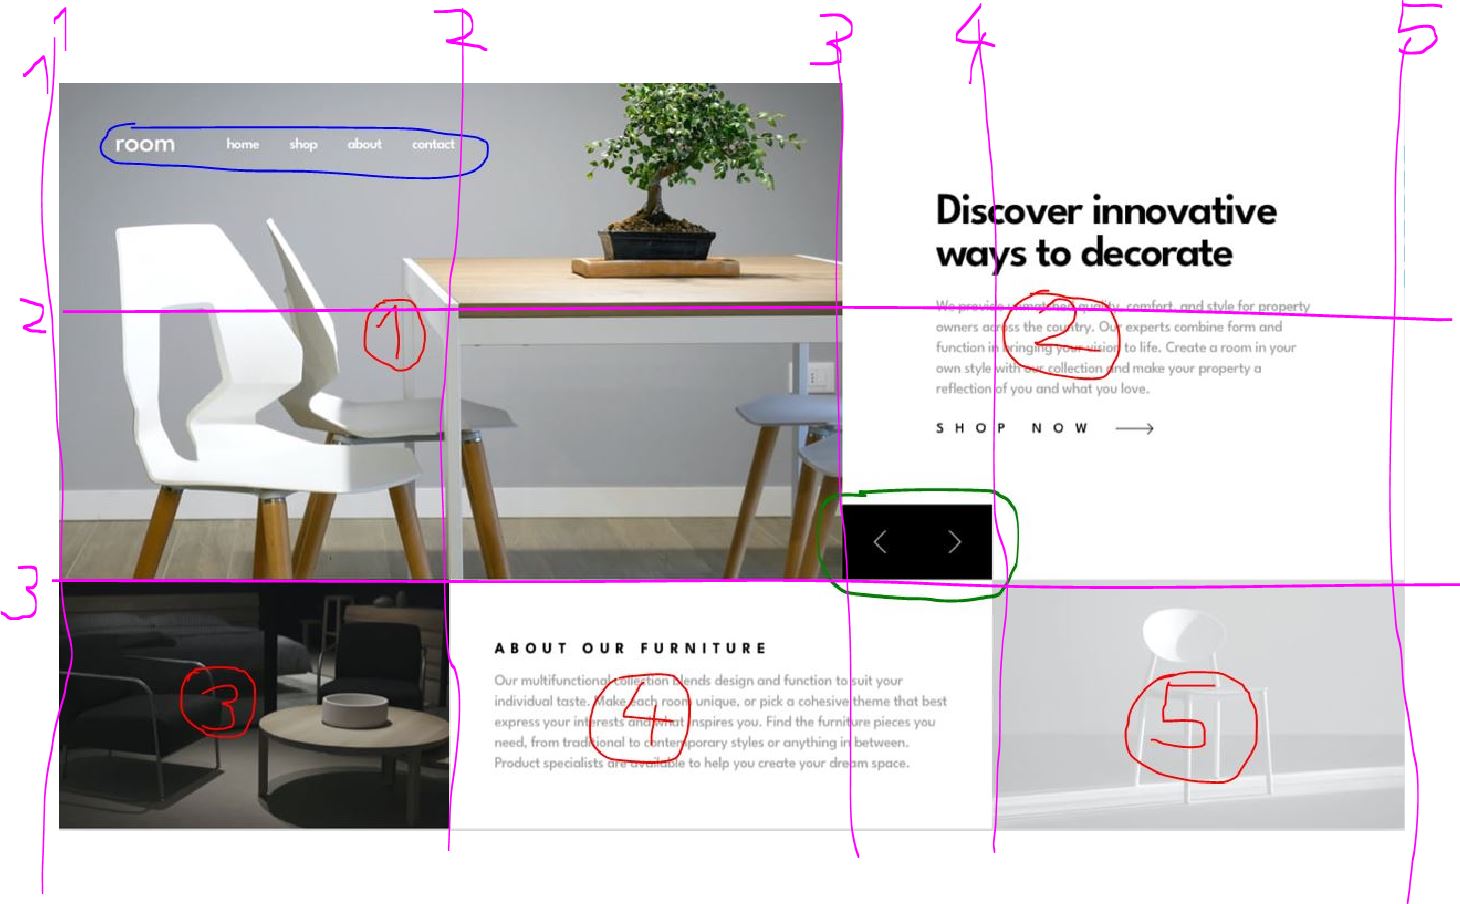 1 2 3 4 5
1
room home shop about contact
Discover innovative
ways to decorate
2
We provide unmatched quality, comfort, and style for property
owners across the country. Our experts combine form and
function in bringing your vision to life. Create a room in your
own style with our collection and make your property a
reflection of you and what you love.
1
2
SHOP NOW
3
ABOUT OUR FURNITURE
Our multifunctional collection blends design and function to suit your
individual taste. Make each room unique, or pick a cohesive theme that best
express your interests and what inspires you. Find the furniture pieces you
need, from traditional to contemporary styles or anything in between.
Product specialists are available to help you create your dream space.
3
4
5